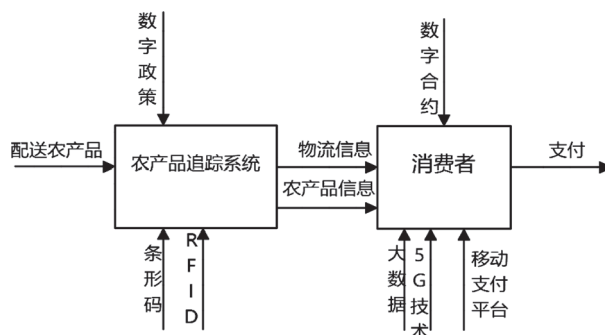 数字政策
数字合约
配送农产品
农产品追踪系统
物流信息
农产品信息
消费者
支付
条形码
RFID
大数据
5G技术
移动支付平台